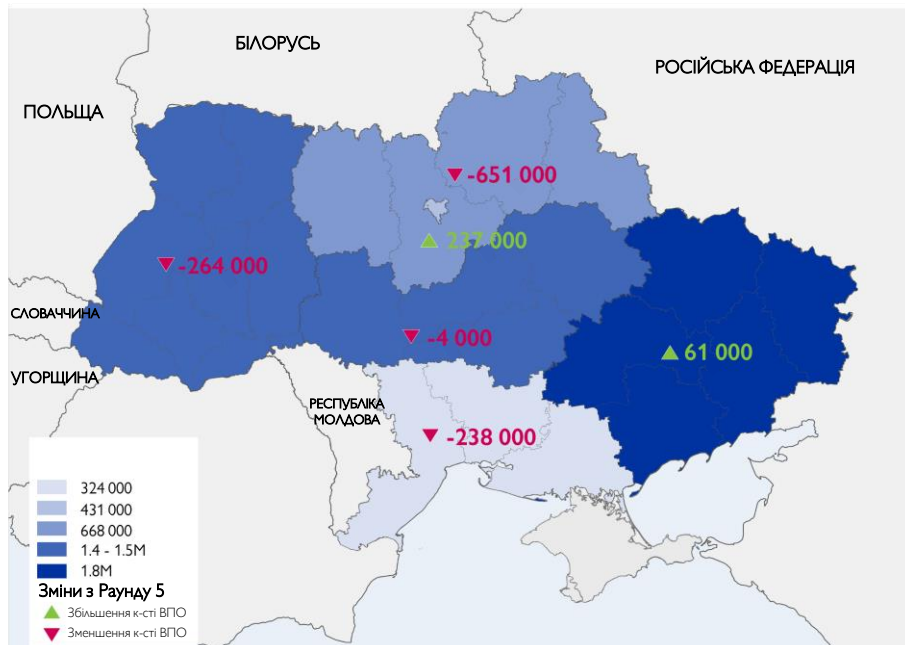 БІЛОРУСЬ
РОСІЙСЬКА ФЕДЕРАЦІЯ
ПОЛЬЩА
-651 000
237 000
-264 000
СЛОВАЧЧИНА
-4 000
61 000
УГОРЩИНА
РЕСПУБЛІКА
МОЛДОВА
-238 000
324 000
431 000
668 000
1.4 - 1.5М
1.8М
Зміни з Раунду 5
Збільшення к-сті ВПО
Зменшення к-сті ВПО